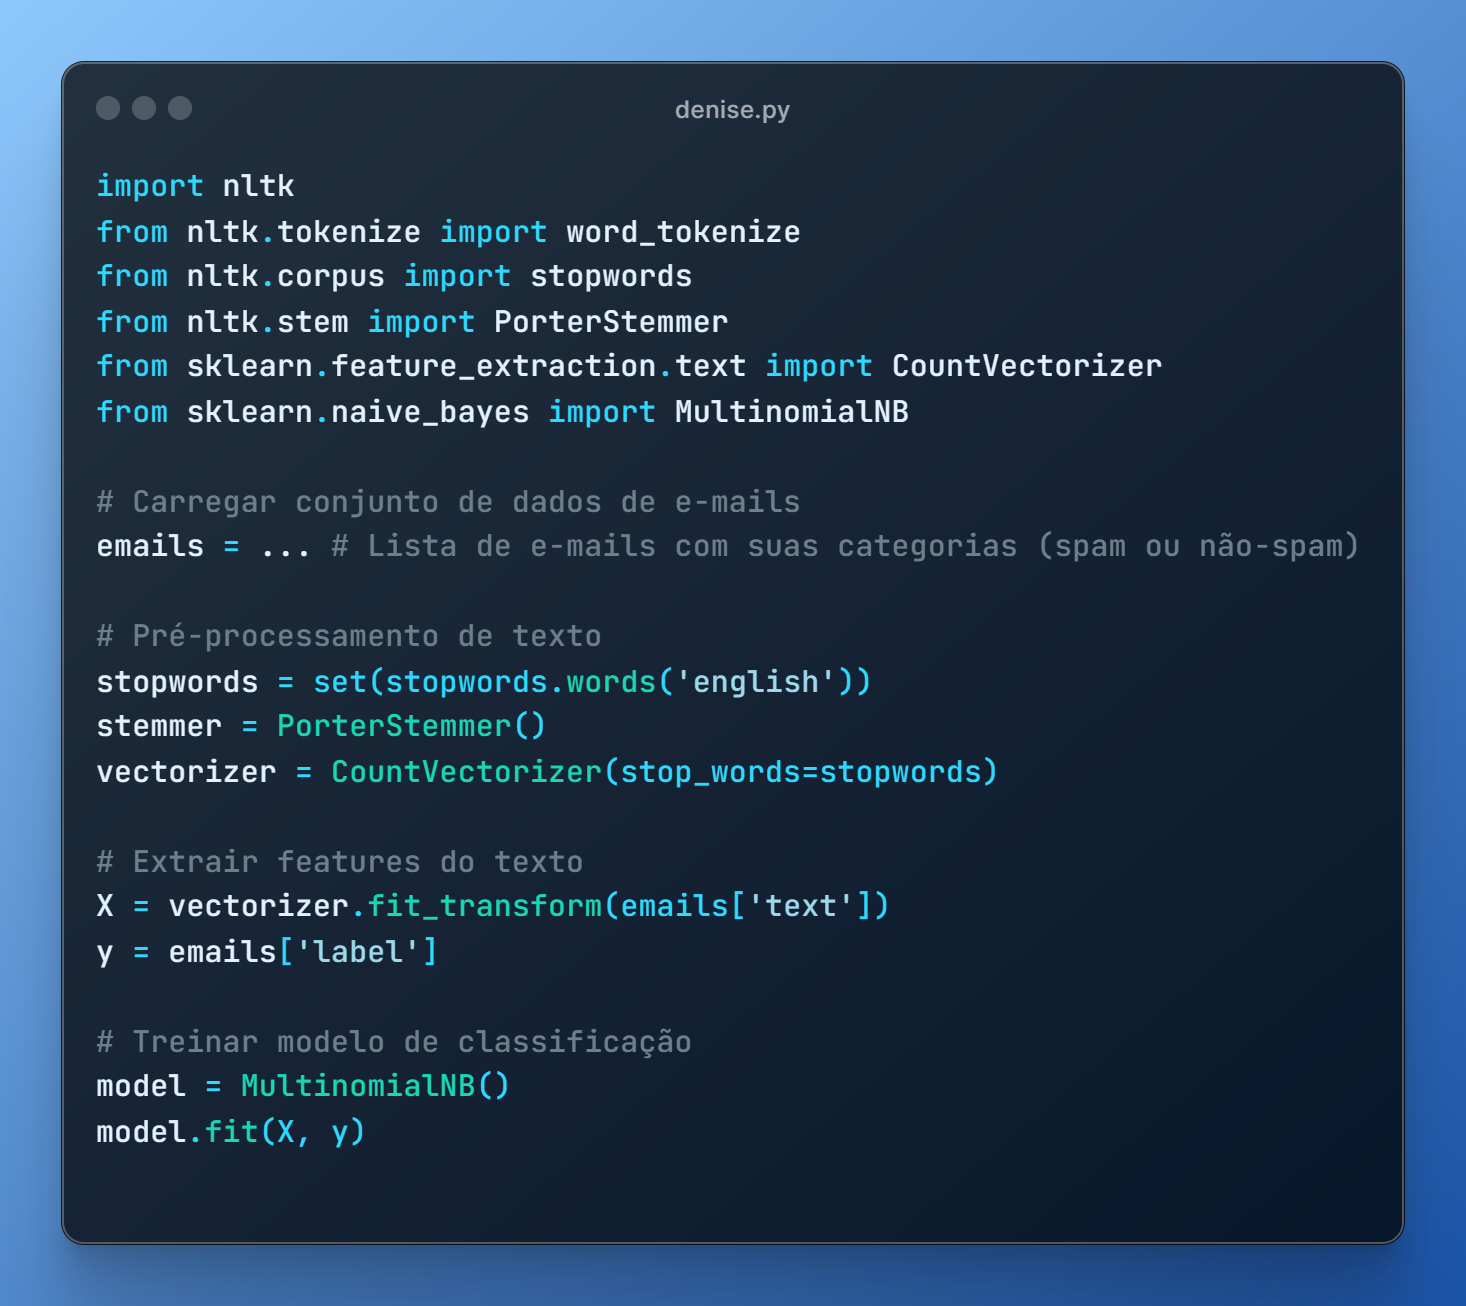 denise.py
import nltk
from nltk.tokenize import word_tokenize
from nltk.corpus import stopwords
from nltk.stem import PorterStemmer
from sklearn.feature_extraction.text import CountVectorizer
from sklearn.naive_bayes import MultinomialNB
# Carregar conjunto de dados de e-mails
emails = ... # Lista de e-mails com suas categorias (spam ou não-spam)
# Pré-processamento de texto
stopwords = set(stopwords.words('english'))
stemmer = PorterStemmer()
vectorizer = CountVectorizer(stop_words=stopwords)
# Extrair features do texto
X = vectorizer.fit_transform(emails['text'])
y = emails['label']
# Treinar modelo de classificação
model = MultinomialNB()
model.fit(X, y)